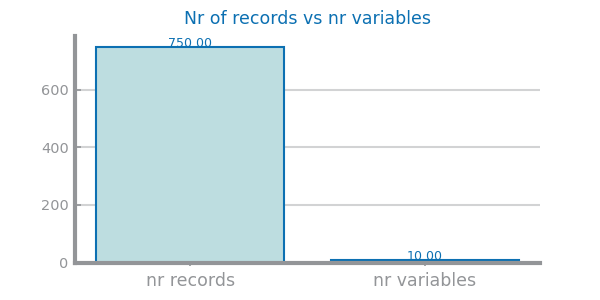 Nr of records vs nr variables
750.00
600
400
200
0
10.00
nr records
nr variables